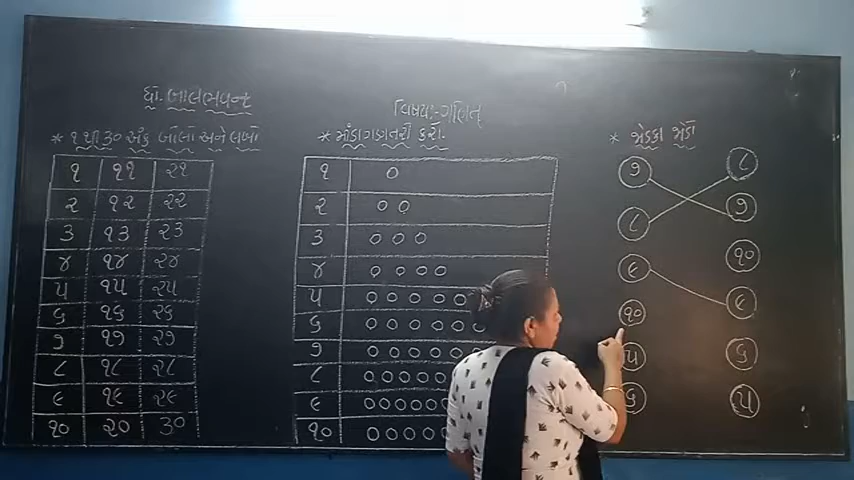 ધો. બાલભવન
વિષય:-ગણિત
* ૧ થી ૩૦ અંક બોલો અને લખો
૧ ૧૧ ૨૧
૨ ૧૨ ૨૨
૩ ૧૩ ૨૩
૪ ૧૪ ૨૪
૫ ૧૫ ૨૫
૬ ૧૬ ૨૬
૭ ૧૭ ૨૭
૮ ૧૮ ૨૮
૯ ૧૯ ૨૯
૧૦ ૨૦ ૩૦
* માંડા ગણતરી કરો.
૧
૨
૩
૪
૫
૬
૭
૮
૯
૧૦
* જોડકા જોડો
૭ ૮
૮ ૭
૯ ૧૦
૧૦ ૯
૫ ૬
૬ ૫